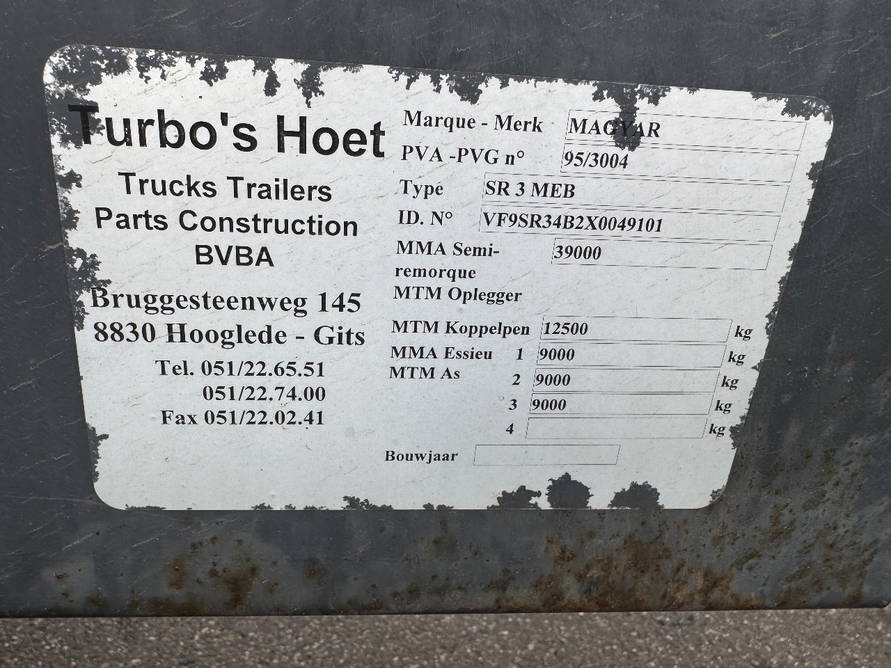 Turbo's Hoet
Trucks Trailers
Parts Construction
BVBA
Bruggesteenweg 145
8830 Hooglede - Gits
Tel. 051/22.65.51
051/22.74.00
Fax 051/22.02.41
Marque - Merk MAGYAR
PVA -PVG n° 95/3004
Type SR 3 MEB
ID. N° VF9SR34B2X0049101
MMA Semi- 39000
remorque
MTM Oplegger
MTM Koppelpen 12500 kg
MMA Essieu 1 9000 kg
MTM As 2 9000 kg
3 9000 kg
4 kg
Bouwjaar